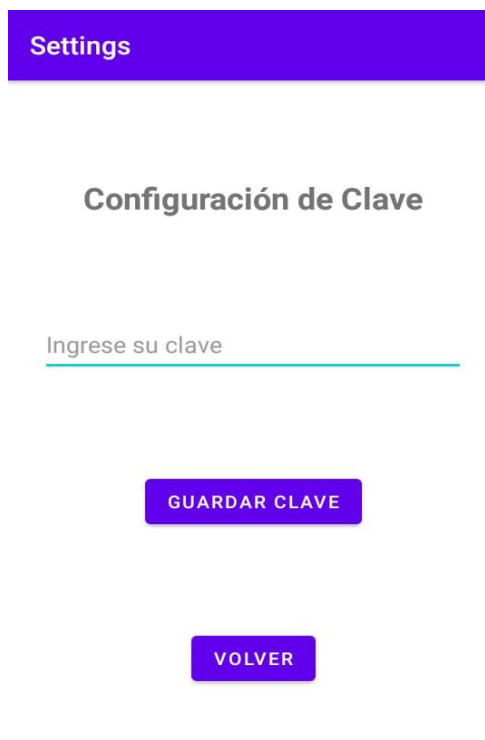 Settings
Configuración de Clave
Ingrese su clave
GUARDAR CLAVE
VOLVER